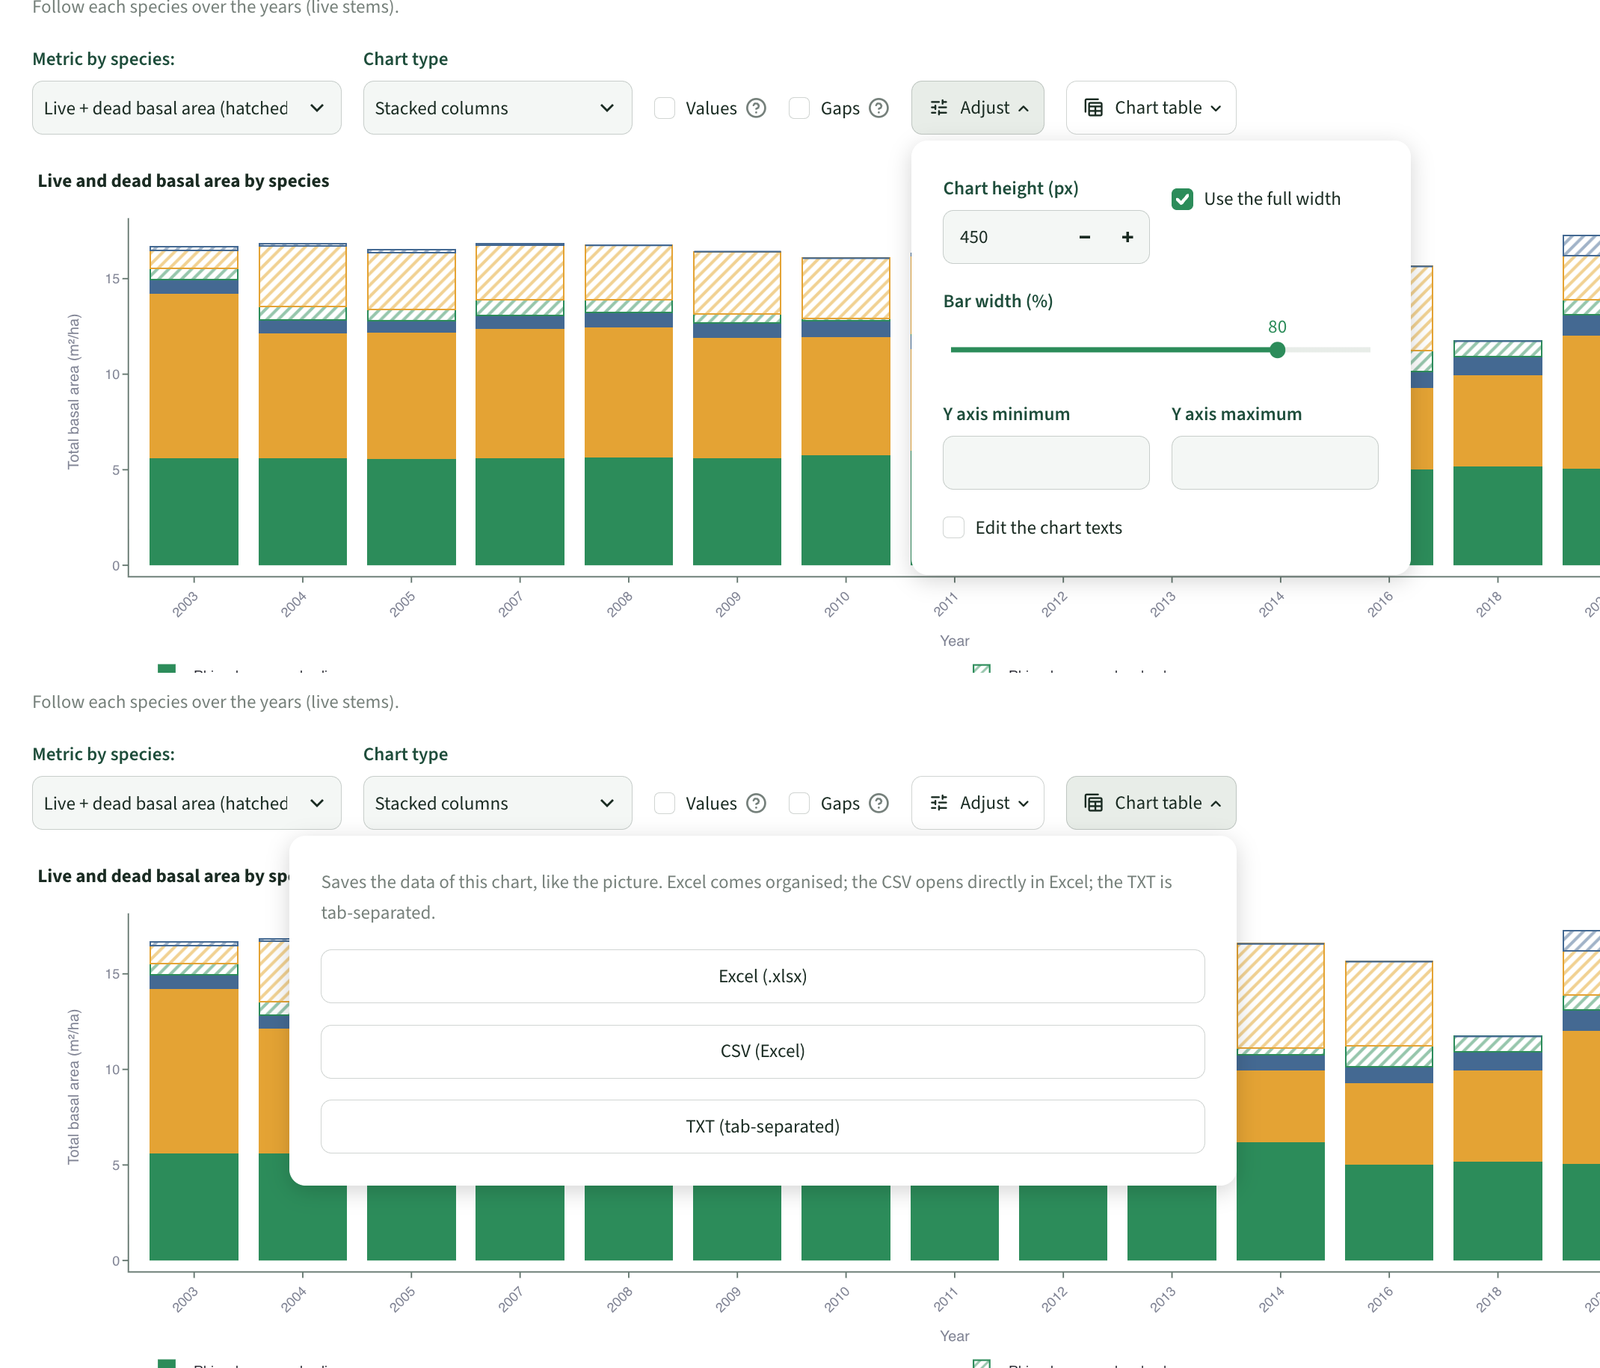 Follow each species over the years (live stems).
Metric by species:
Chart type
Live + dead basal area (hatched
Stacked columns
Values
Gaps
Adjust
Chart table
Live and dead basal area by species
Chart height (px)
Use the full width
450
Bar width (%)
80
Y axis minimum
Y axis maximum
Edit the chart texts
Total basal area (m²/ha)
15
10
5
0
2003
2004
2005
2007
2008
2009
2010
2011
2012
2013
2014
2016
2018
Year
Follow each species over the years (live stems).
Metric by species:
Chart type
Live + dead basal area (hatched
Stacked columns
Values
Gaps
Adjust
Chart table
Live and dead basal area by spe
Saves the data of this chart, like the picture. Excel comes organised; the CSV opens directly in Excel; the TXT is
tab-separated.
Excel (.xlsx)
CSV (Excel)
TXT (tab-separated)
Total basal area (m²/ha)
15
10
5
0
2003
2004
2005
2007
2008
2009
2010
2011
2012
2013
2014
2016
2018
Year